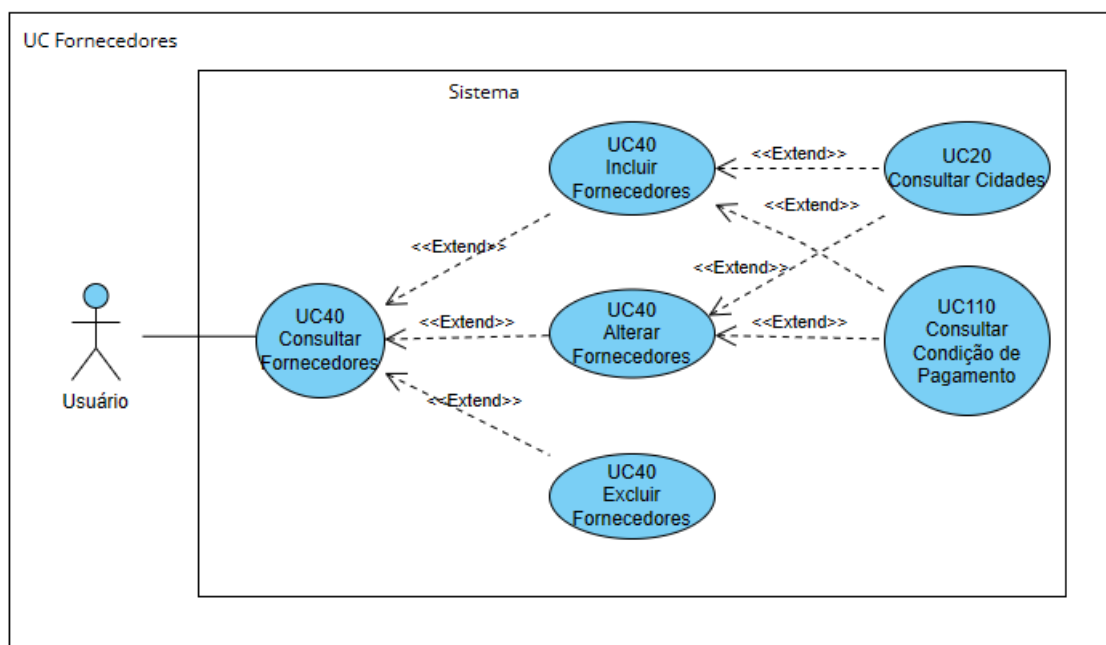 UC Fornecedores
Sistema
UC40
Incluir
Fornecedores
<<Extend>>
UC20
Consultar Cidades
<<Extend>>
<<Extend>>
<<Extend>>
UC40
Consultar
Fornecedores
<<Extend>>
UC40
Alterar
Fornecedores
<<Extend>>
UC110
Consultar
Condição de
Pagamento
Usuário
<<Extend>>
UC40
Excluir
Fornecedores